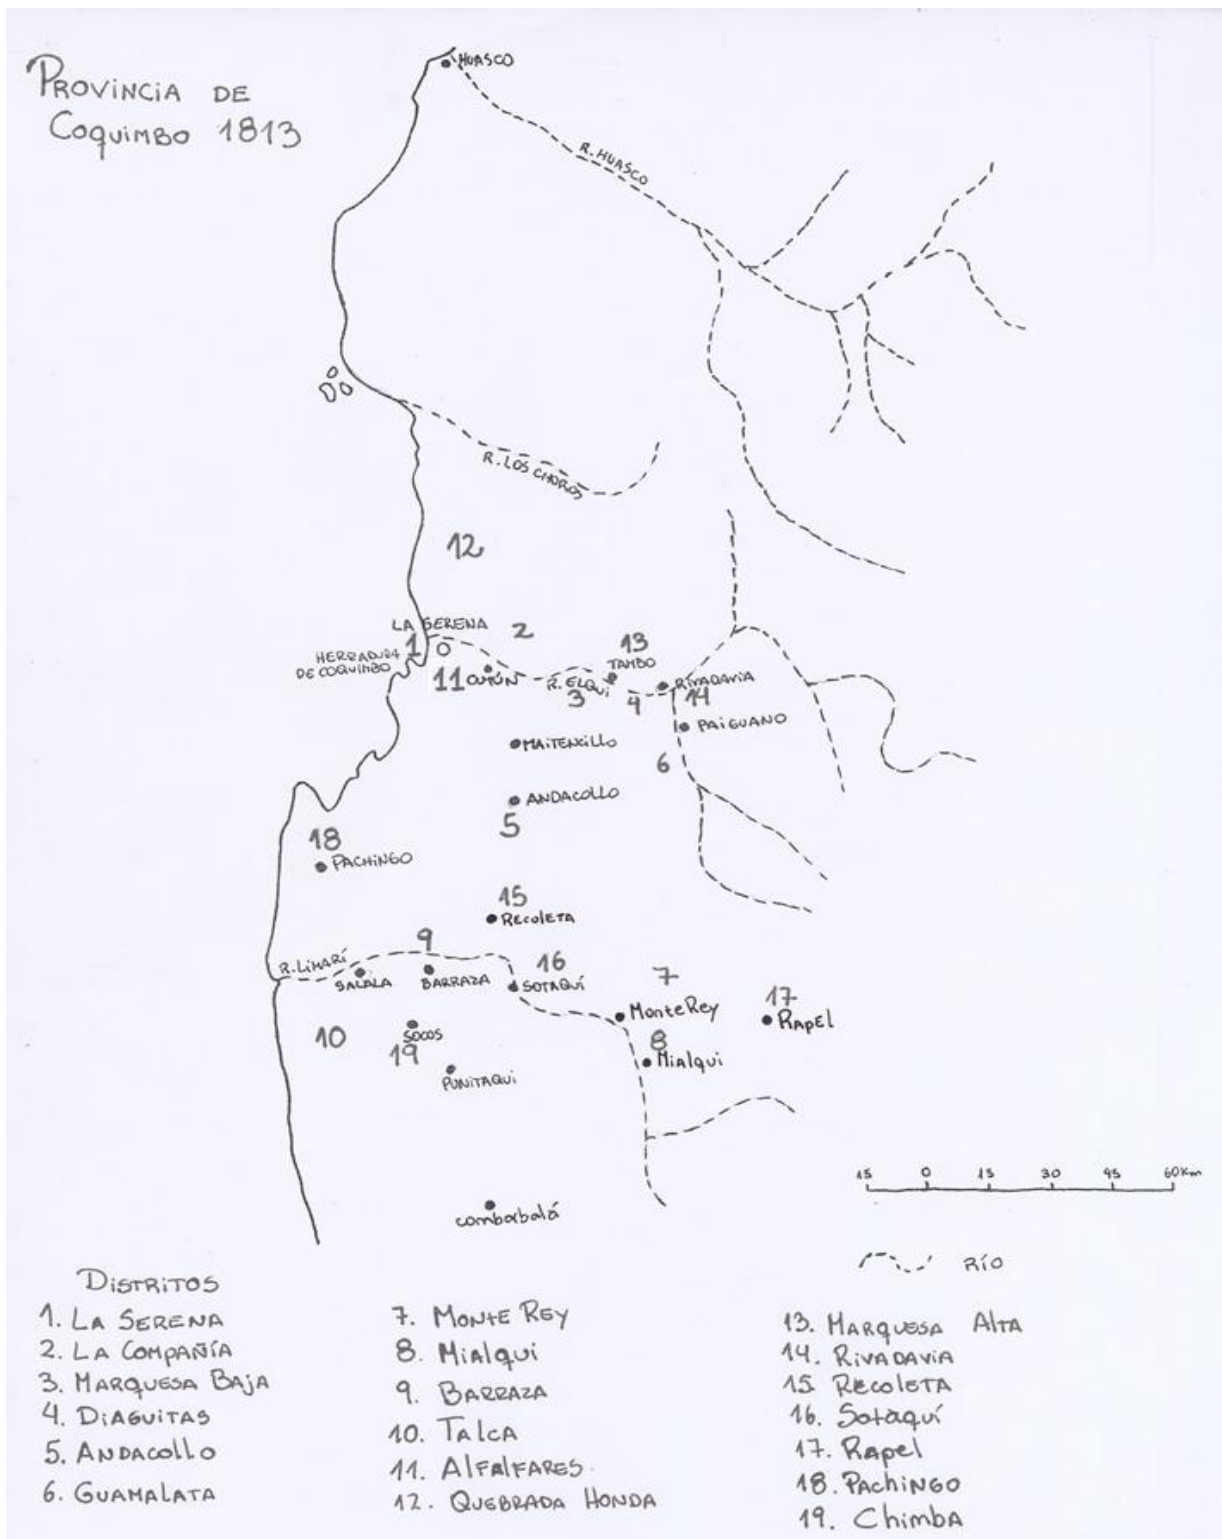 PROVINCIA DE
COQUIMBO 1813
HUASCO
R. HUASCO
R. LOS CHOROS
12
LA SERENA
1
HERRADURA
DE COQUIMBO
2
13
TAMBO
11
CUTÚN
R. ELQUI
3
4
RIVADAVIA
14
PAIGUANO
MAITENCILLO
6
ANDACOLLO
5
18
PACHINGO
15
RECOLETA
9
R. LIMARÍ
SALALA
BARRAZA
16
SOTAQUÍ
7
MonteRey
17
RAPEL
10
SOCOS
19
8
Mialqui
PUNITAQUI
15 0 15 30 45 60Km
combarbalá
RÍO
DISTRITOS
1. LA SERENA
2. LA COMPAÑÍA
3. MARQUESA BAJA
4. DIAGUITAS
5. ANDACOLLO
6. GUAMALATA
7. MONTE REY
8. Mialqui
9. BARRAZA
10. TALCA
11. ALFALFARES.
12. QUEBRADA HONDA
13. MARQUESA ALTA
14. RIVADAVIA
15 RECOLETA
16. Sotaquí
17. Rapel
18. PACHINGO
19. Chimba